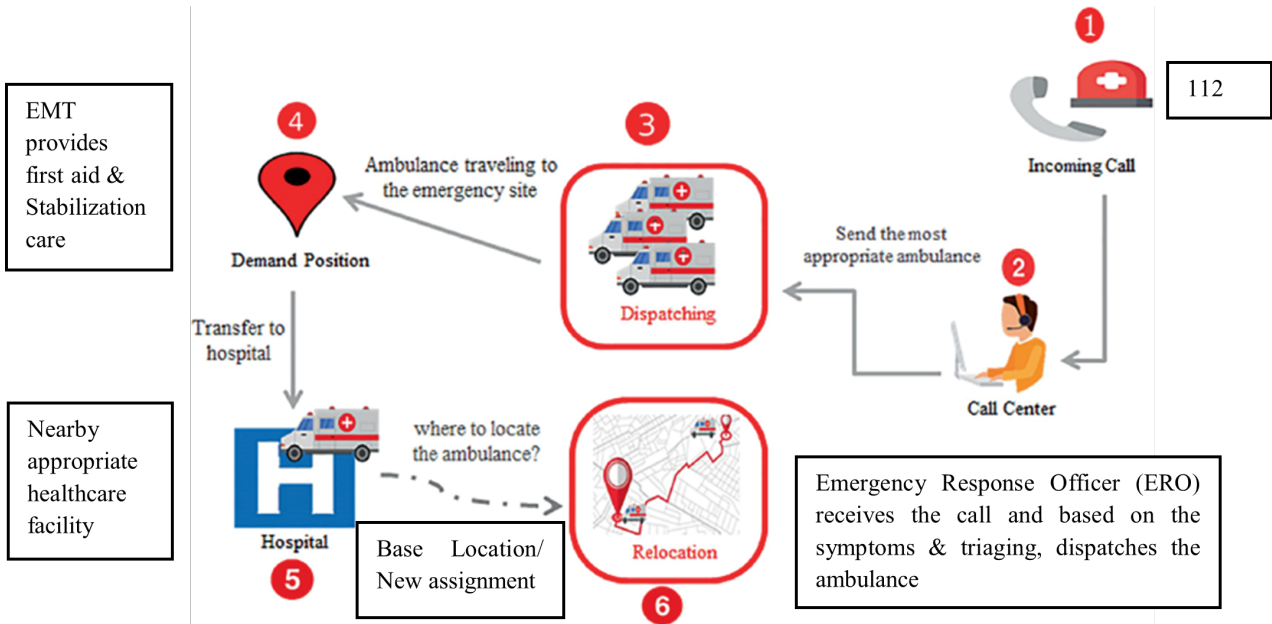 1
112
Incoming Call
2
Send the most
appropriate ambulance
Call Center
Emergency Response Officer (ERO)
receives the call and based on the
symptoms & triaging, dispatches the
ambulance
3
Dispatching
Ambulance traveling to
the emergency site
4
Demand Position
EMT
provides
first aid &
Stabilization
care
Transfer to
hospital
H
Hospital
5
Nearby
appropriate
healthcare
facility
where to locate
the ambulance?
Base Location/
New assignment
Relocation
6